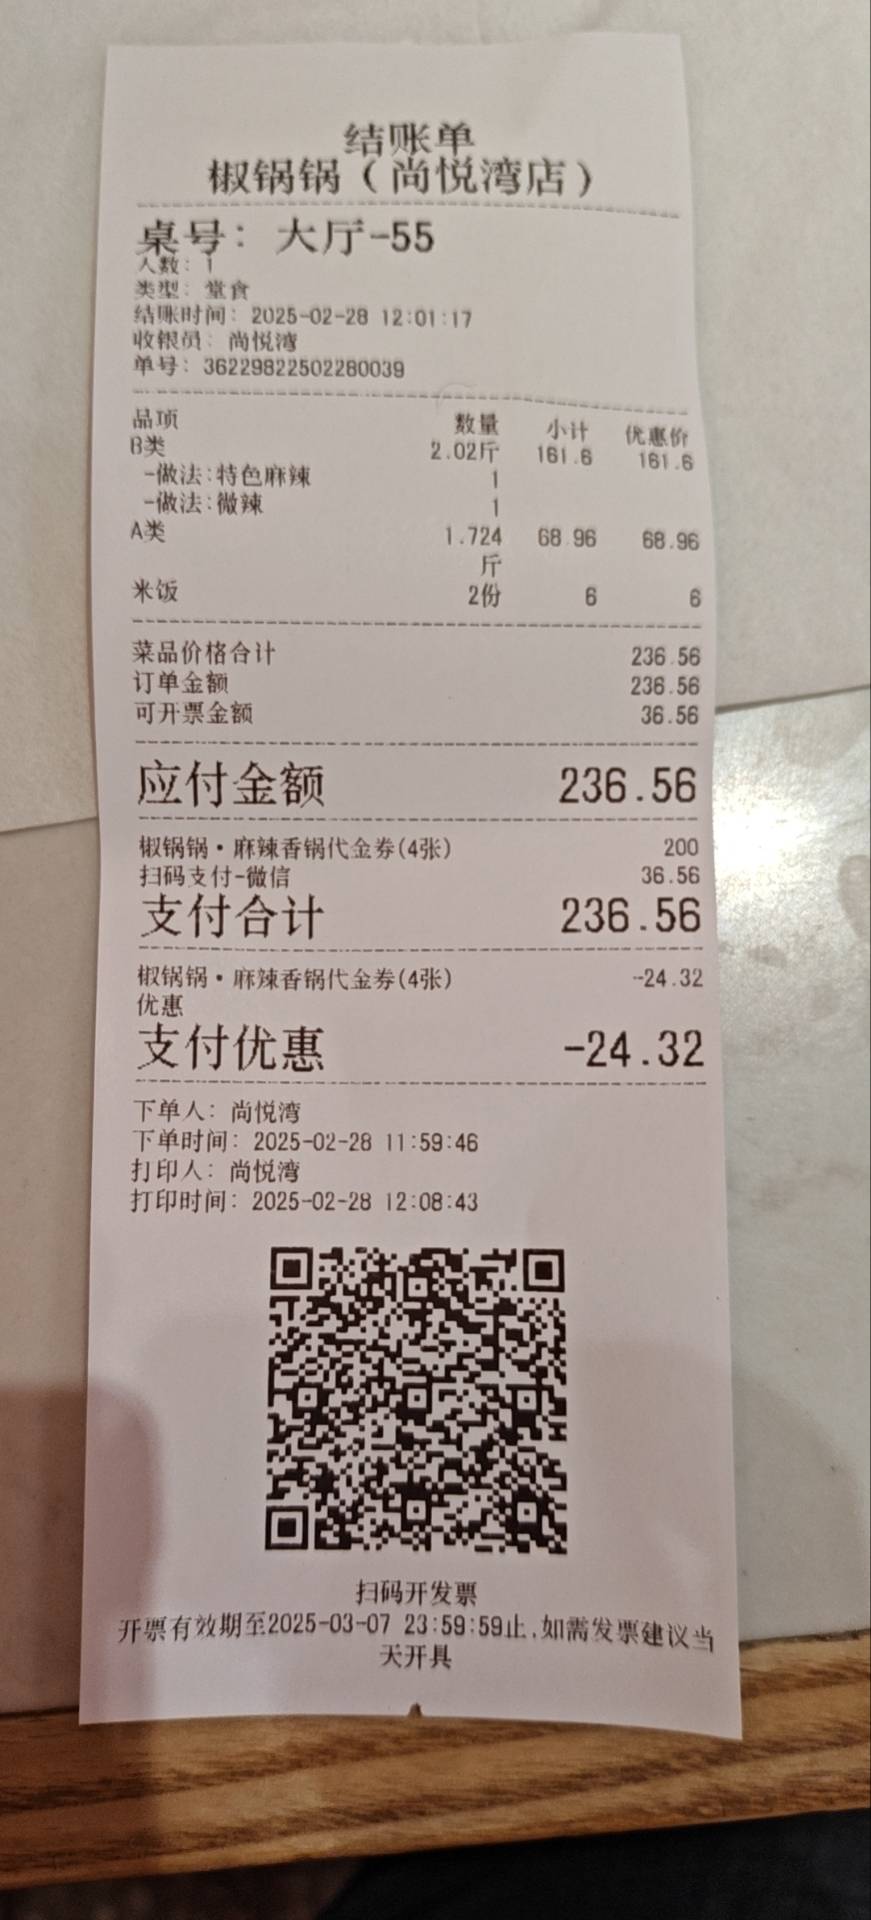 结账单
椒锅锅（尚悦湾店）
桌号： 大厅-55
人数：1
类型：堂食
结账时间：2025-02-28 12:01:17
收银员：尚悦湾
单号：36229822502280039
品项 数量 小计 优惠价
B类 2.02斤 161.6 161.6
-做法:特色麻辣 1
-做法:微辣 1
A类 1.724 68.96 68.96
斤
米饭 2份 6 6
菜品价格合计 236.56
订单金额 236.56
可开票金额 36.56
应付金额 236.56
椒锅锅·麻辣香锅代金券(4张) 200
扫码支付-微信 36.56
支付合计 236.56
椒锅锅·麻辣香锅代金券(4张) -24.32
优惠
支付优惠 -24.32
下单人：尚悦湾
下单时间：2025-02-28 11:59:46
打印人：尚悦湾
打印时间：2025-02-28 12:08:43
扫码开发票
开票有效期至2025-03-07 23:59:59止,如需发票建议当
天开具